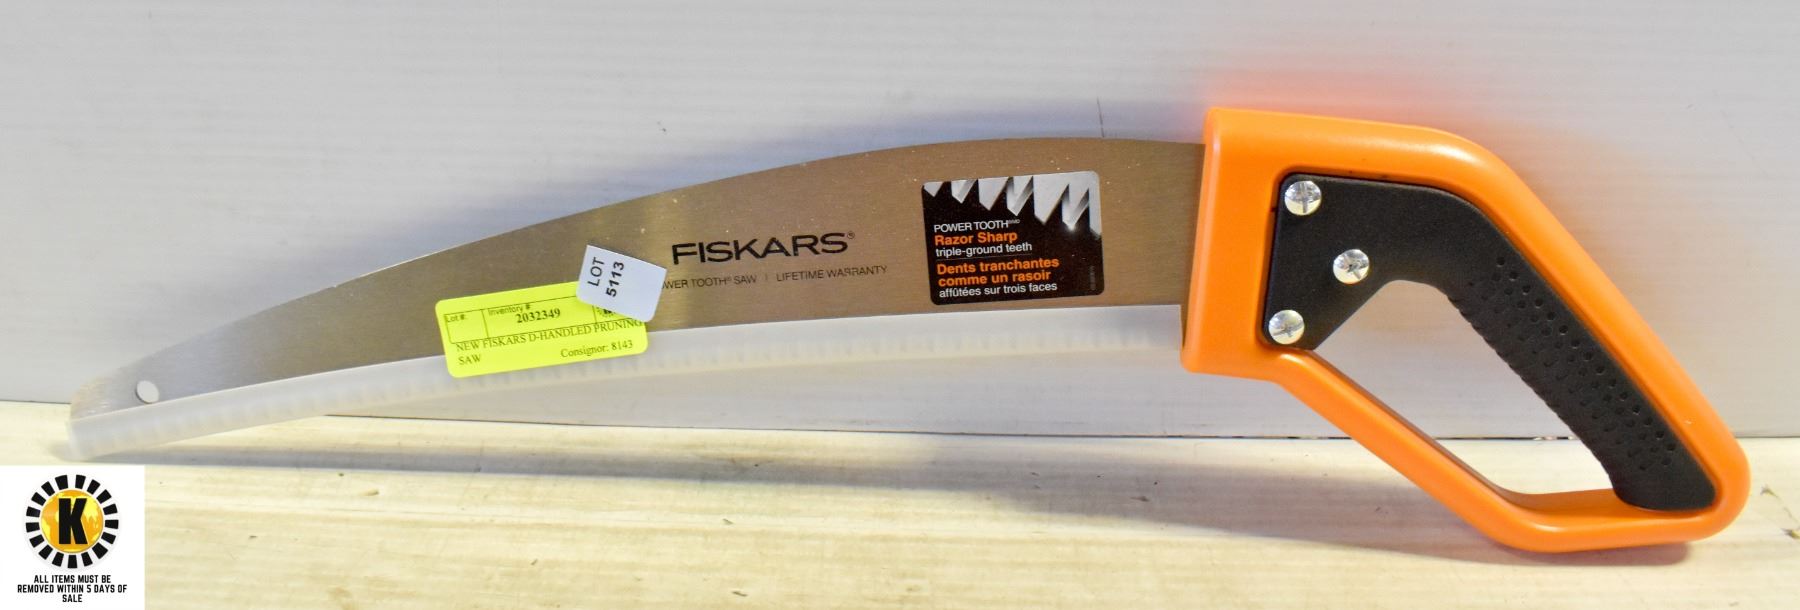 FISKARS®
WER TOOTH® SAW | LIFETIME WARRANTY
POWER TOOTH
Razor Sharp
triple-ground teeth
Dents tranchantes
comme un rasoir
affûtées sur trois faces
LOT
5113
Lot #:
Inventory #
2032349
NEW FISKARS D-HANDLED PRUNING
SAW
Consignor: 8143
K
ALL ITEMS MUST BE
REMOVED WITHIN 5 DAYS OF
SALE